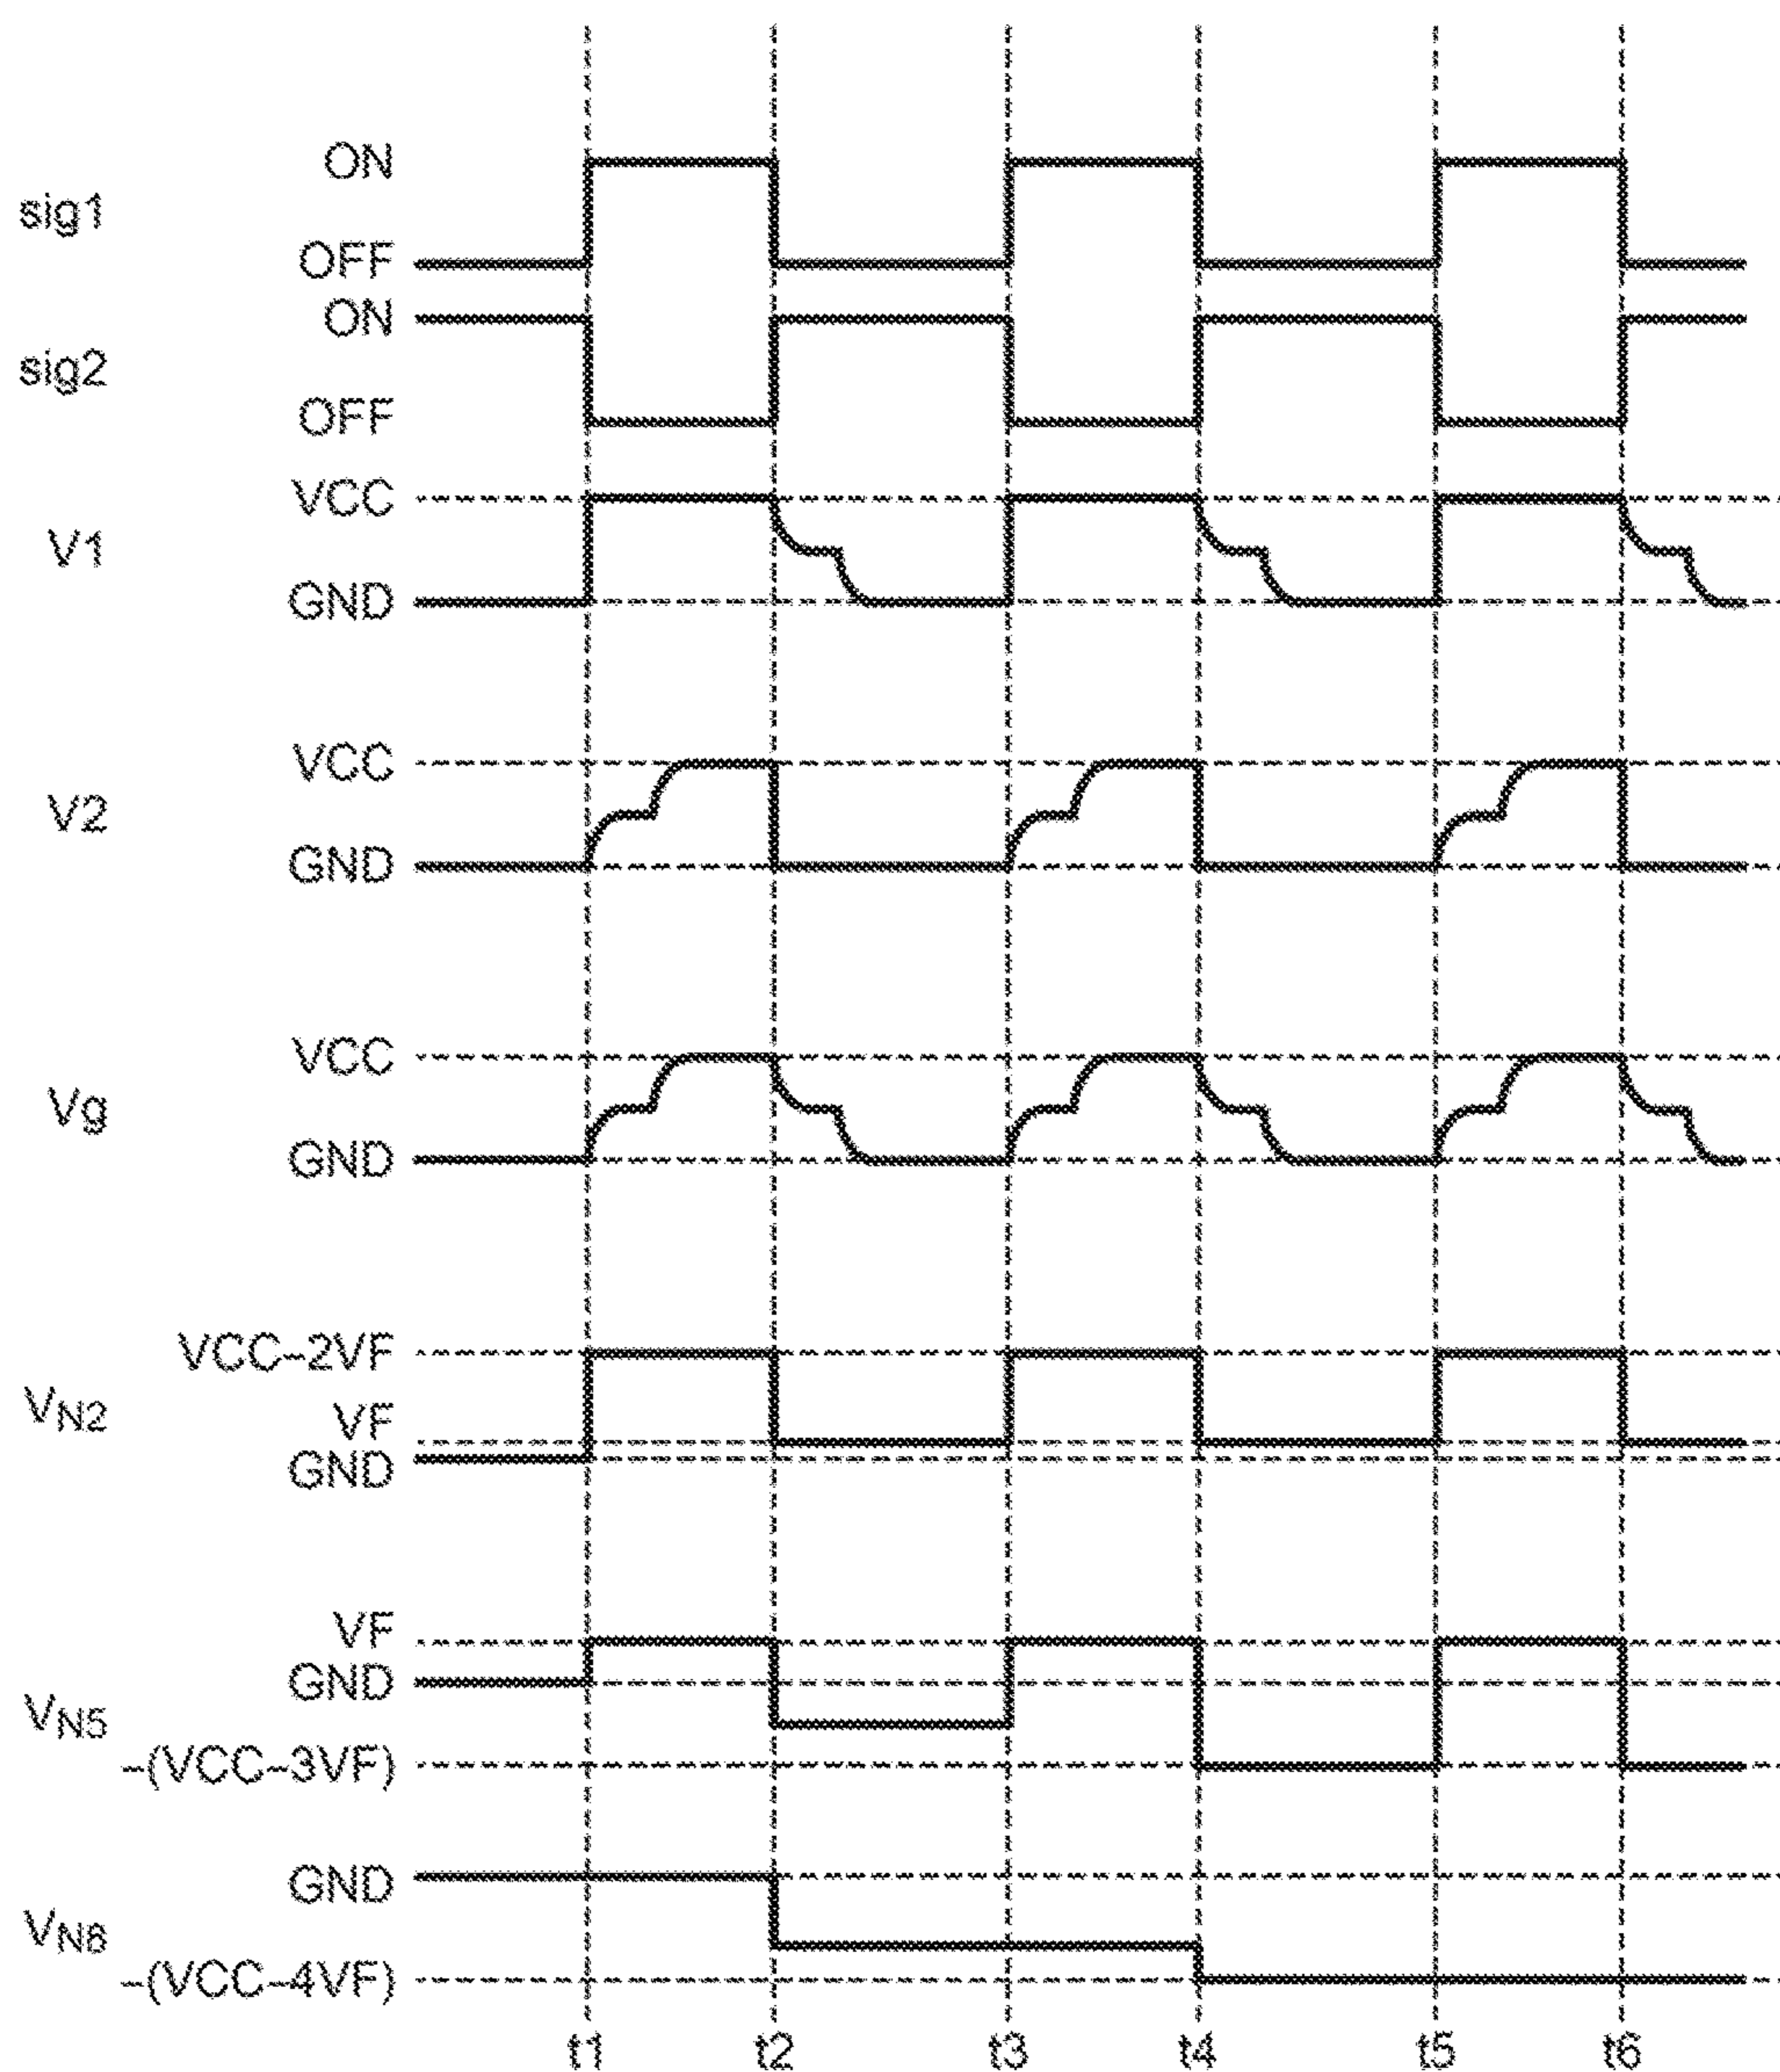 sig1
ON
OFF
sig2
ON
OFF
V1
VCC
GND
V2
VCC
GND
Vg
VCC
GND
VN2
VCC-2VF
VF
GND
VN5
VF
GND
-(VCC-3VF)
VN6
GND
-(VCC-4VF)
t1 t2 t3 t4 t5 t6